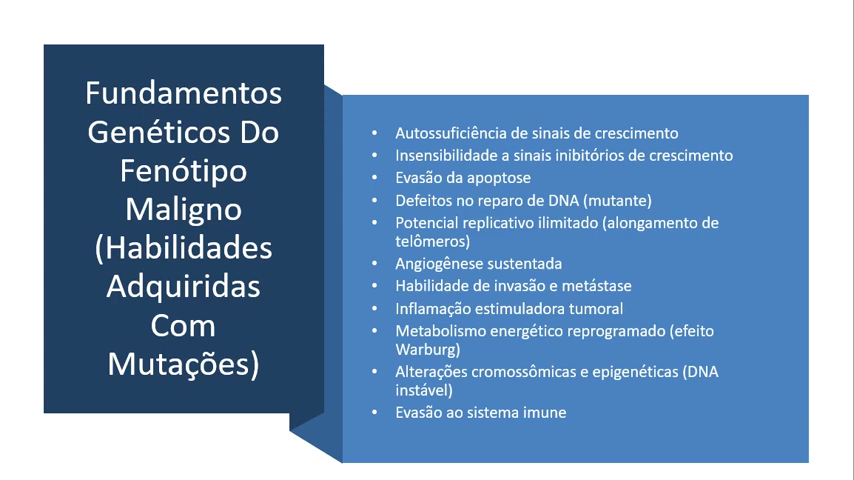 Fundamentos
Genéticos Do
Fenótipo
Maligno
(Habilidades
Adquiridas
Com
Mutações)
• Autossuficiência de sinais de crescimento
• Insensibilidade a sinais inibitórios de crescimento
• Evasão da apoptose
• Defeitos no reparo de DNA (mutante)
• Potencial replicativo ilimitado (alongamento de
telômeros)
• Angiogênese sustentada
• Habilidade de invasão e metástase
• Inflamação estimuladora tumoral
• Metabolismo energético reprogramado (efeito
Warburg)
• Alterações cromossômicas e epigenéticas (DNA
instável)
• Evasão ao sistema imune